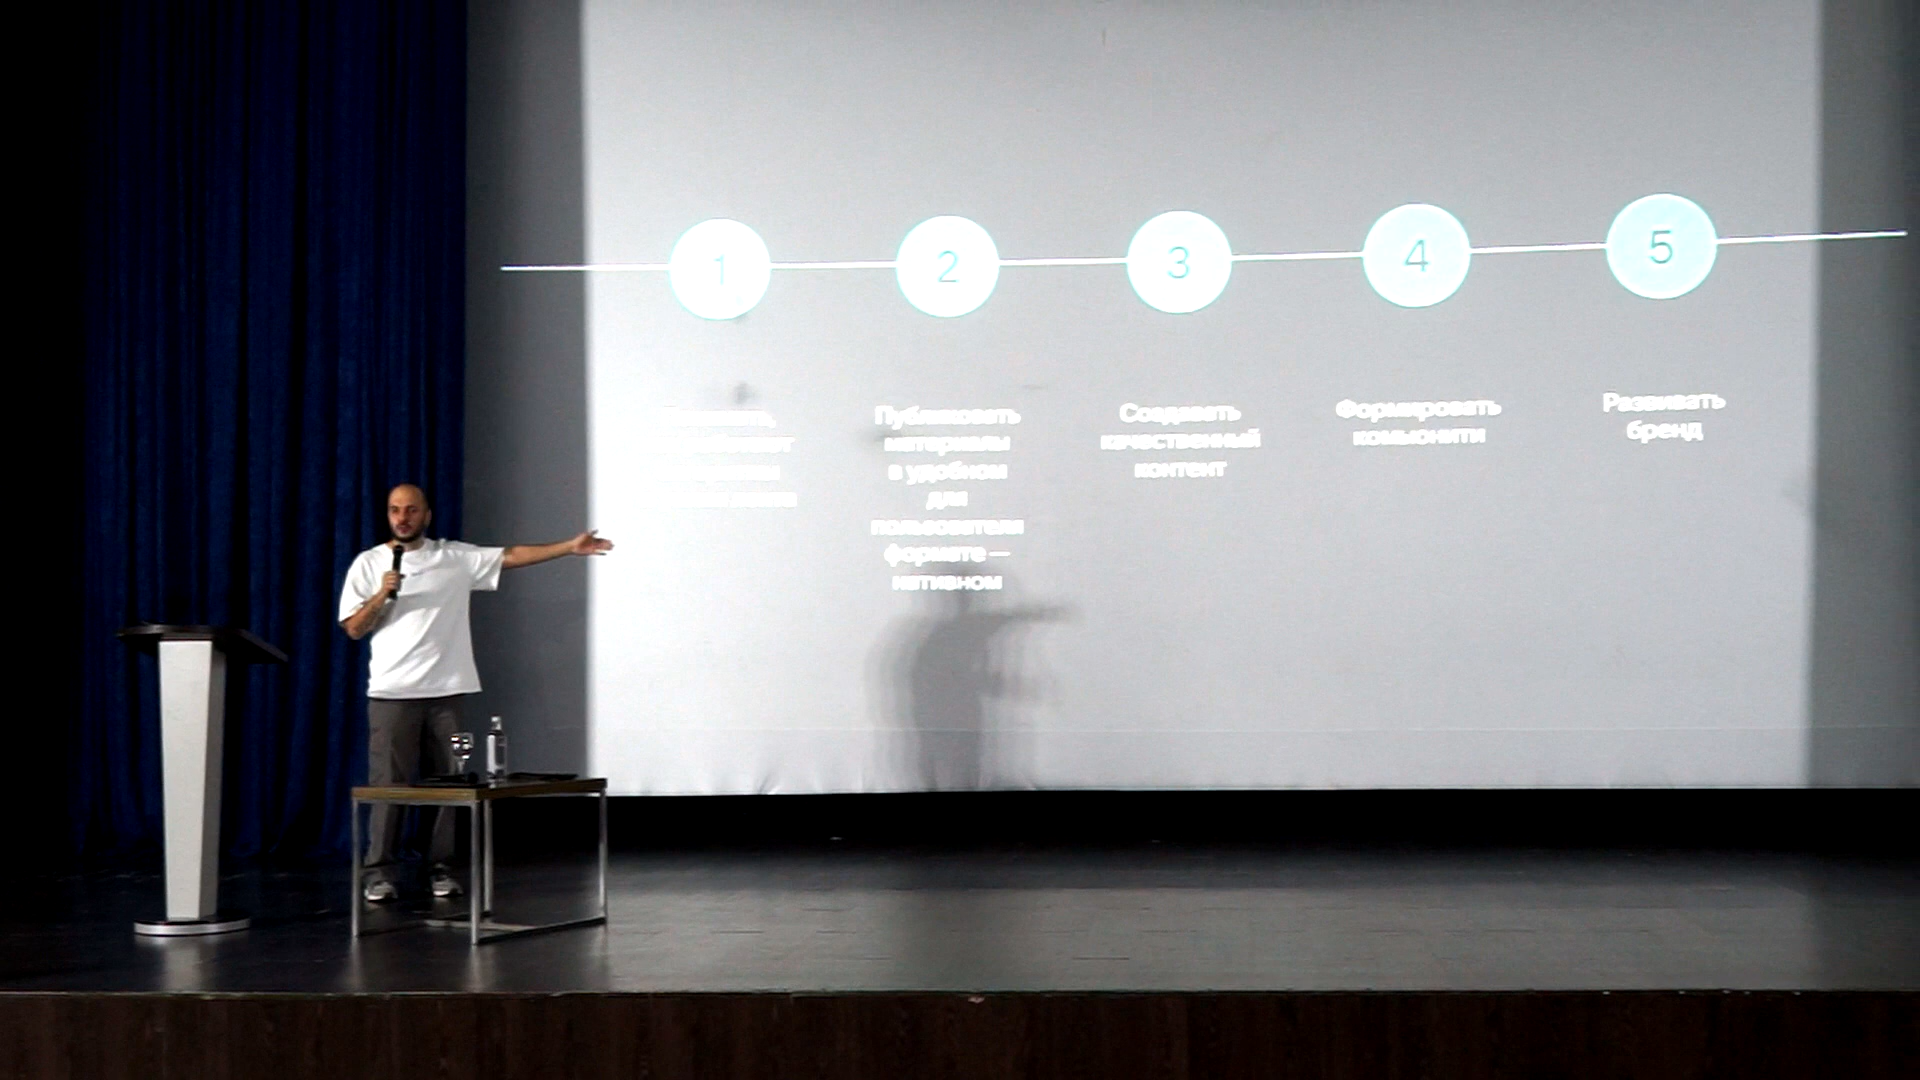 1
2
3
4
5
Публиковать
материалы
в удобном
для
пользователя
формате —
нативном
Создавать
качественный
контент
Формировать
комьюнити
Развивать
бренд